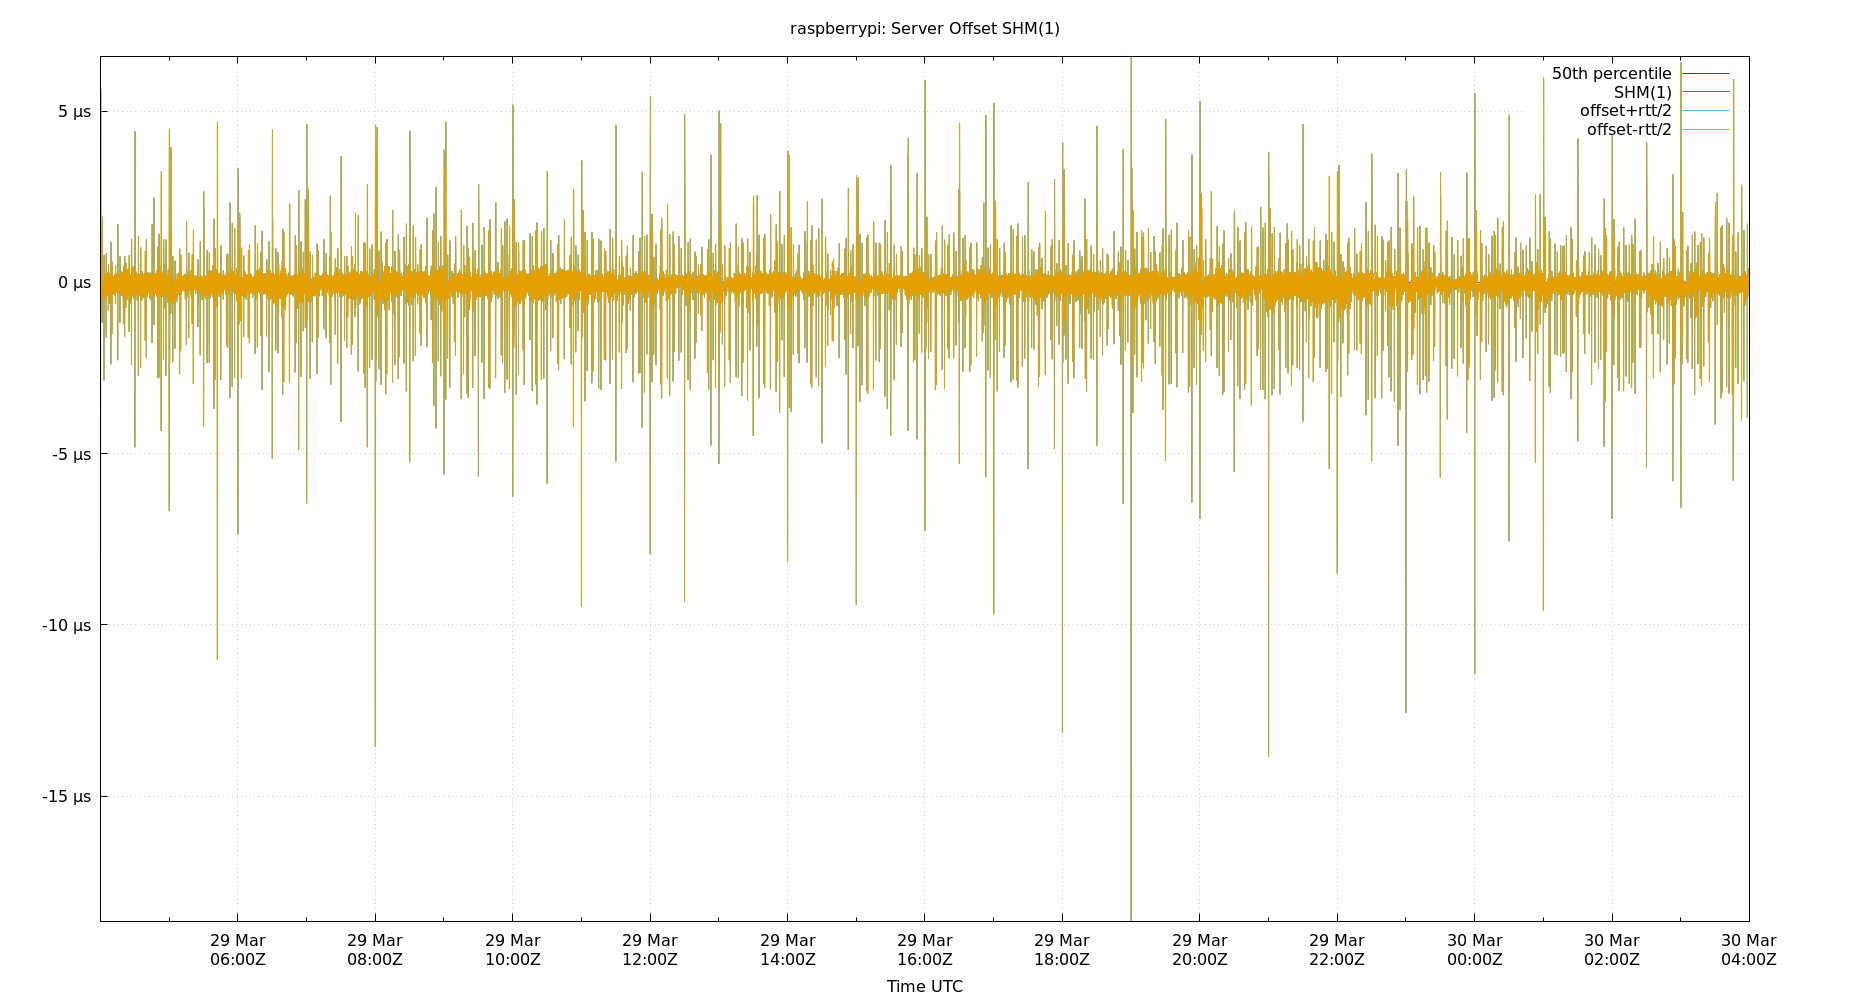 raspberrypi: Server Offset SHM(1)
50th percentile
SHM(1)
offset+rtt/2
offset-rtt/2
5 µs
0 µs
-5 µs
-10 µs
-15 µs
29 Mar 29 Mar 29 Mar 29 Mar 29 Mar 29 Mar 29 Mar 29 Mar 29 Mar 30 Mar 30 Mar 30 Mar
06:00Z 08:00Z 10:00Z 12:00Z 14:00Z 16:00Z 18:00Z 20:00Z 22:00Z 00:00Z 02:00Z 04:00Z
Time UTC